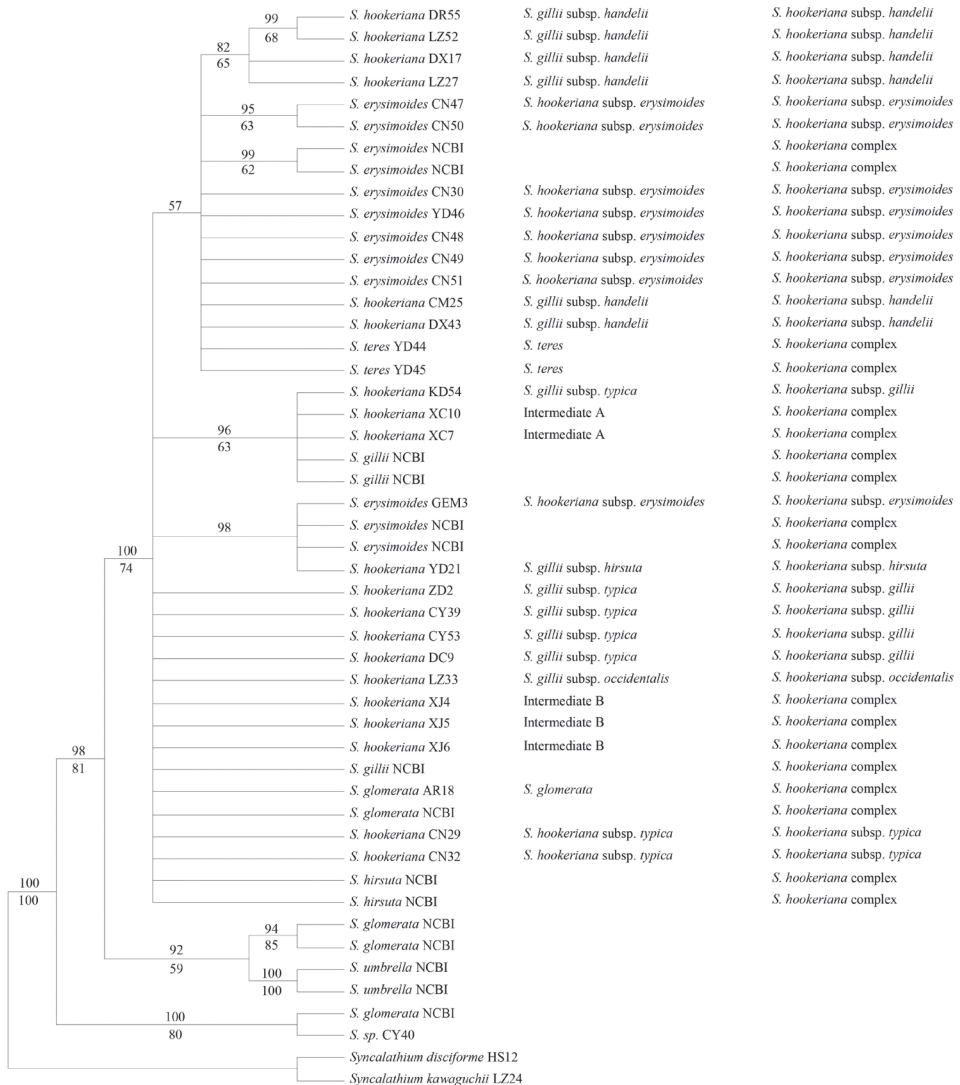 99 S. hookeriana DR55 S. gillii subsp. handelii S. hookeriana subsp. handelii
68 S. hookeriana LZ52 S. gillii subsp. handelii S. hookeriana subsp. handelii
82 S. hookeriana DX17 S. gillii subsp. handelii S. hookeriana subsp. handelii
65 S. hookeriana LZ27 S. gillii subsp. handelii S. hookeriana subsp. handelii
95 S. erysimoides CN47 S. hookeriana subsp. erysimoides S. hookeriana subsp. erysimoides
63 S. erysimoides CN50 S. hookeriana subsp. erysimoides S. hookeriana subsp. erysimoides
99 S. erysimoides NCBI S. hookeriana complex
62 S. erysimoides NCBI S. hookeriana complex
S. erysimoides CN30 S. hookeriana subsp. erysimoides S. hookeriana subsp. erysimoides
57 S. erysimoides YD46 S. hookeriana subsp. erysimoides S. hookeriana subsp. erysimoides
S. erysimoides CN48 S. hookeriana subsp. erysimoides S. hookeriana subsp. erysimoides
S. erysimoides CN49 S. hookeriana subsp. erysimoides S. hookeriana subsp. erysimoides
S. erysimoides CN51 S. hookeriana subsp. erysimoides S. hookeriana subsp. erysimoides
S. hookeriana CM25 S. gillii subsp. handelii S. hookeriana subsp. handelii
S. hookeriana DX43 S. gillii subsp. handelii S. hookeriana subsp. handelii
S. teres YD44 S. teres S. hookeriana complex
S. teres YD45 S. teres S. hookeriana complex
S. hookeriana KD54 S. gillii subsp. typica S. hookeriana subsp. gillii
S. hookeriana XC10 Intermediate A S. hookeriana complex
96 S. hookeriana XC7 Intermediate A S. hookeriana complex
63 S. gillii NCBI S. hookeriana complex
S. gillii NCBI S. hookeriana complex
S. erysimoides GEM3 S. hookeriana subsp. erysimoides S. hookeriana subsp. erysimoides
98 S. erysimoides NCBI S. hookeriana complex
100 S. erysimoides NCBI S. hookeriana complex
74 S. hookeriana YD21 S. gillii subsp. hirsuta S. hookeriana subsp. hirsuta
S. hookeriana ZD2 S. gillii subsp. typica S. hookeriana subsp. gillii
S. hookeriana CY39 S. gillii subsp. typica S. hookeriana subsp. gillii
S. hookeriana CY53 S. gillii subsp. typica S. hookeriana subsp. gillii
S. hookeriana DC9 S. gillii subsp. typica S. hookeriana subsp. gillii
S. hookeriana LZ33 S. gillii subsp. occidentalis S. hookeriana subsp. occidentalis
S. hookeriana XJ4 Intermediate B S. hookeriana complex
S. hookeriana XJ5 Intermediate B S. hookeriana complex
98 S. hookeriana XJ6 Intermediate B S. hookeriana complex
81 S. gillii NCBI S. hookeriana complex
S. glomerata AR18 S. glomerata S. hookeriana complex
S. glomerata NCBI S. hookeriana complex
S. hookeriana CN29 S. hookeriana subsp. typica S. hookeriana subsp. typica
S. hookeriana CN32 S. hookeriana subsp. typica S. hookeriana subsp. typica
100 S. hirsuta NCBI S. hookeriana complex
100 S. hirsuta NCBI S. hookeriana complex
94 S. glomerata NCBI
92 85 S. glomerata NCBI
59 100 S. umbrella NCBI
100 S. umbrella NCBI
100 S. glomerata NCBI
80 S. sp. CY40
Syncalathium disciforme HS12
Syncalathium kawaguchii LZ24